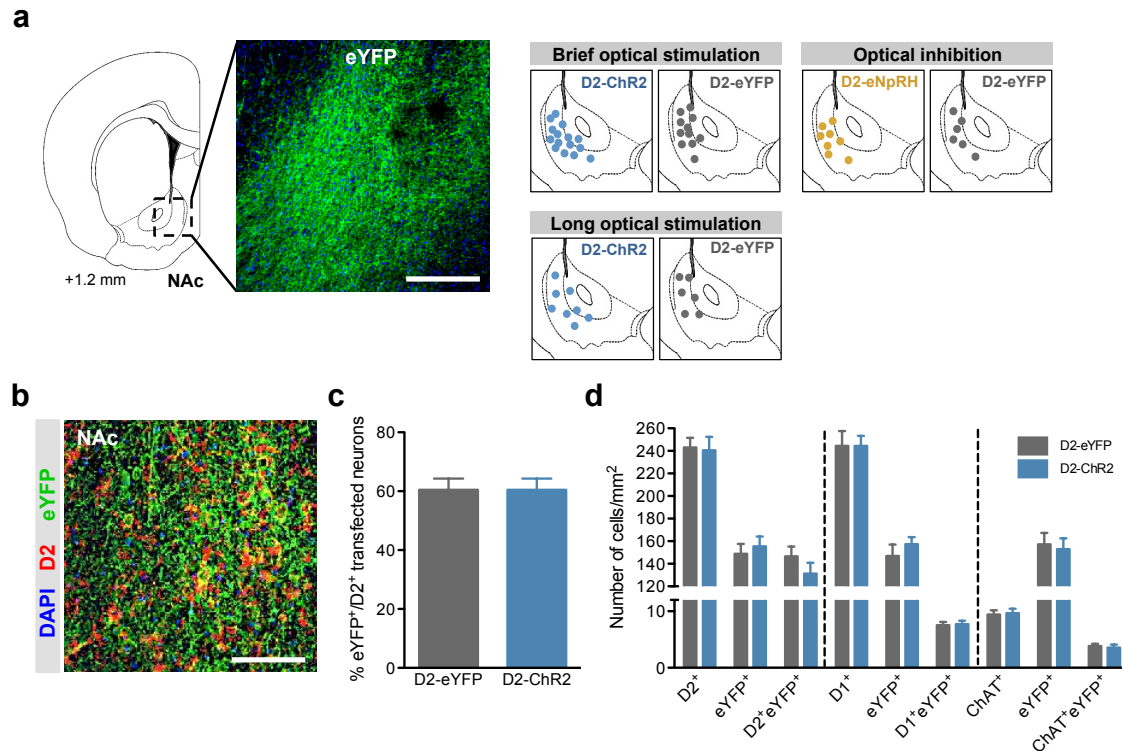 a
eYFP
+1.2 mm
NAc
Brief optical stimulation
D2-ChR2
D2-eYFP
Optical inhibition
D2-eNpRH
D2-eYFP
Long optical stimulation
D2-ChR2
D2-eYFP
b
DAPI D2 eYFP
NAc
c
% eYFP⁺/D2⁺ transfected neurons
80
60
40
20
0
D2-eYFP
D2-ChR2
d
Number of cells/mm²
260
240
220
200
180
160
140
120
10
0
D2-eYFP
D2-ChR2
D2⁺
eYFP⁺
D2⁺eYFP⁺
D1⁺
eYFP⁺
D1⁺eYFP⁺
ChAT⁺
eYFP⁺
ChAT⁺eYFP⁺